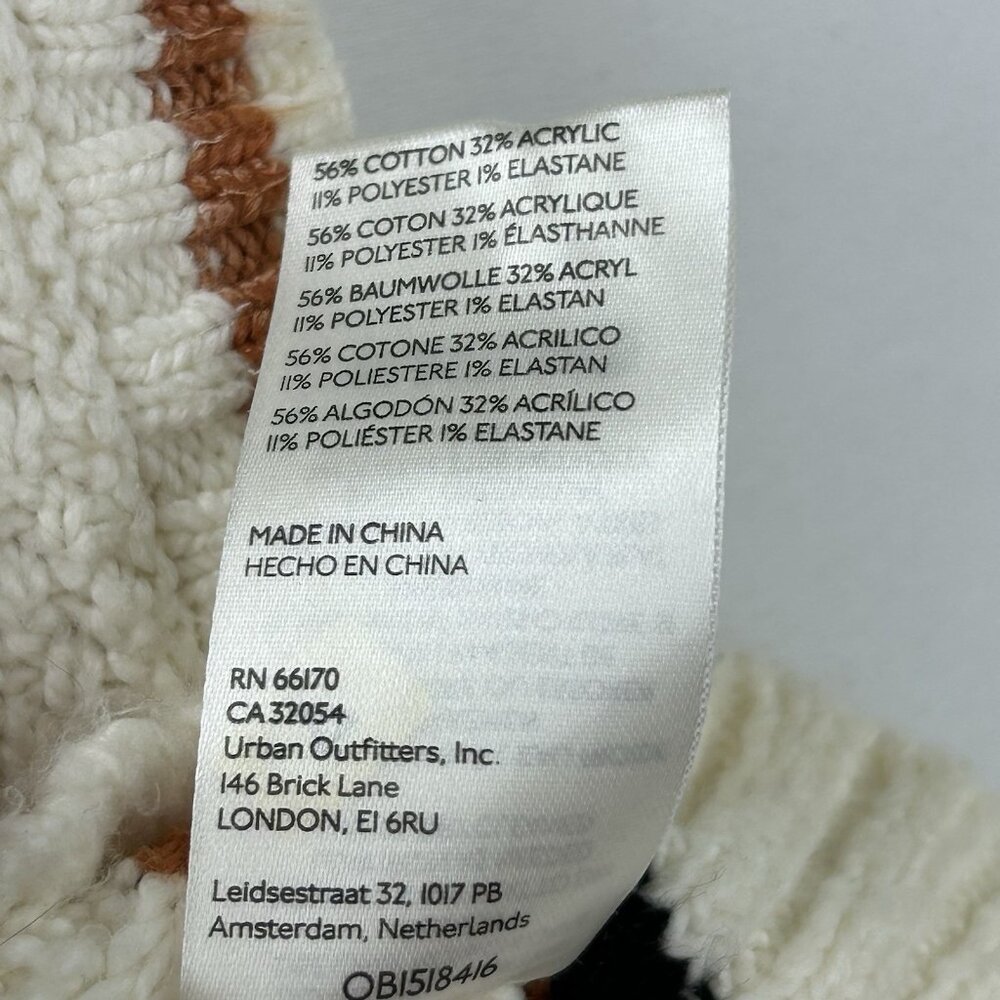 56% COTTON 32% ACRYLIC
11% POLYESTER 1% ELASTANE
56% COTON 32% ACRYLIQUE
11% POLYESTER 1% ÉLASTHANNE
56% BAUMWOLLE 32% ACRYL
11% POLYESTER 1% ELASTAN
56% COTONE 32% ACRILICO
11% POLIESTERE 1% ELASTAN
56% ALGODÓN 32% ACRÍLICO
11% POLIÉSTER 1% ELASTANE
MADE IN CHINA
HECHO EN CHINA
RN 66170
CA 32054
Urban Outfitters, Inc.
146 Brick Lane
LONDON, E1 6RU
Leidsestraat 32, 1017 PB
Amsterdam, Netherlands
OB1518416